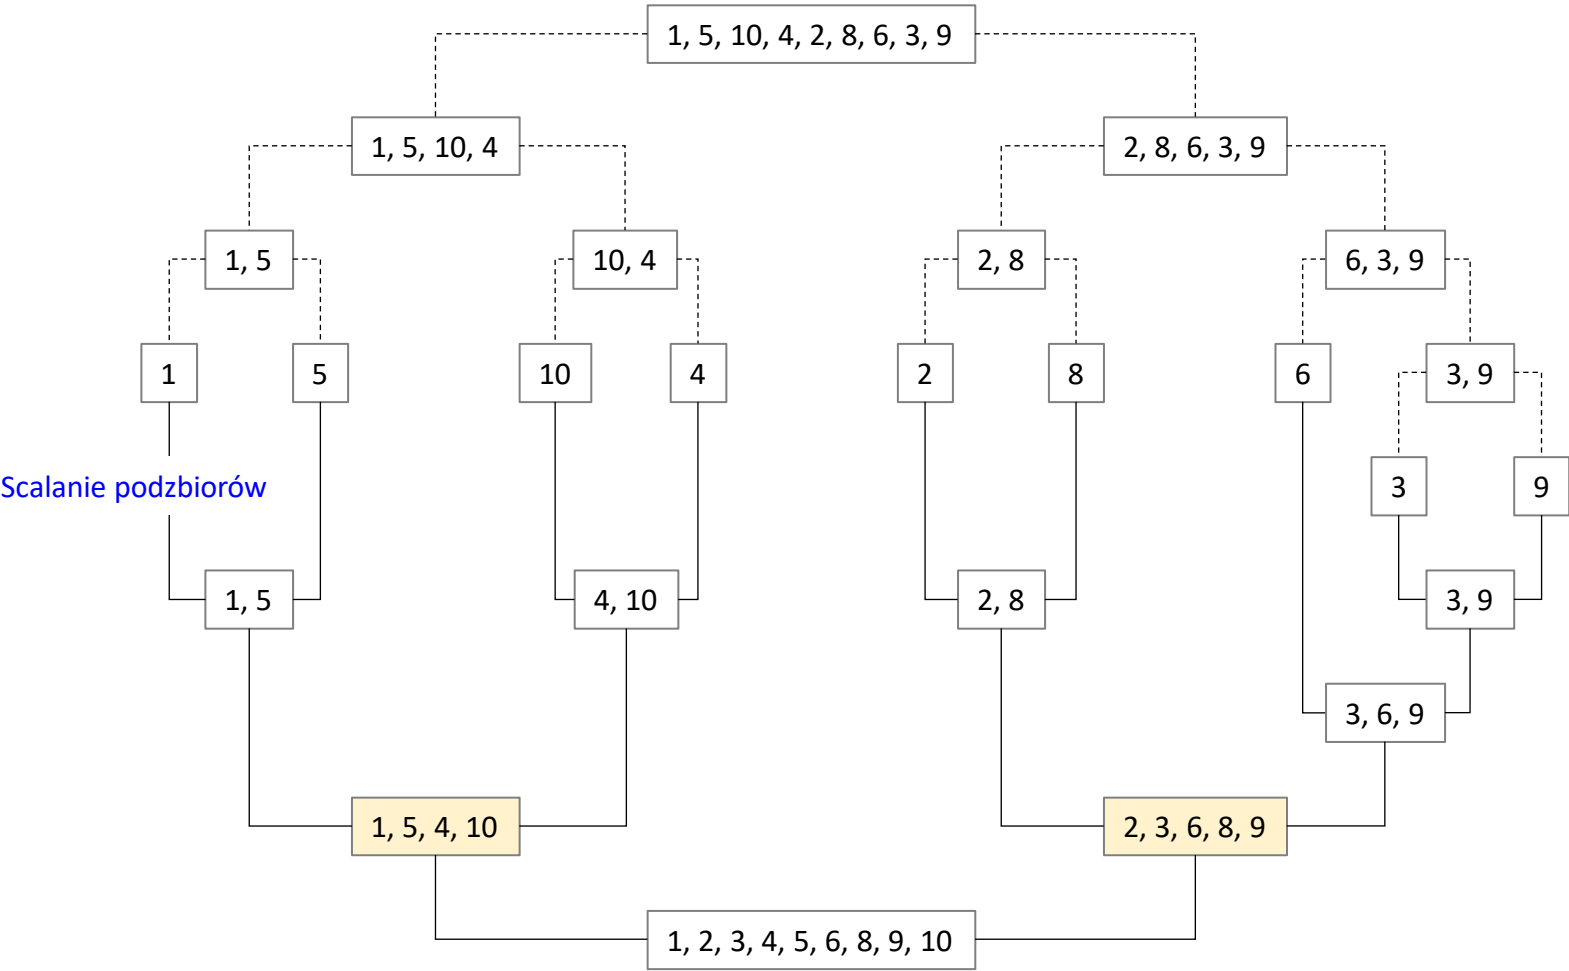 1, 5, 10, 4, 2, 8, 6, 3, 9
1, 5, 10, 4
2, 8, 6, 3, 9
1, 5
10, 4
2, 8
6, 3, 9
1
5
10
4
2
8
6
3, 9
Scalanie podzbiorów
3
9
1, 5
4, 10
2, 8
3, 9
3, 6, 9
1, 5, 4, 10
2, 3, 6, 8, 9
1, 2, 3, 4, 5, 6, 8, 9, 10